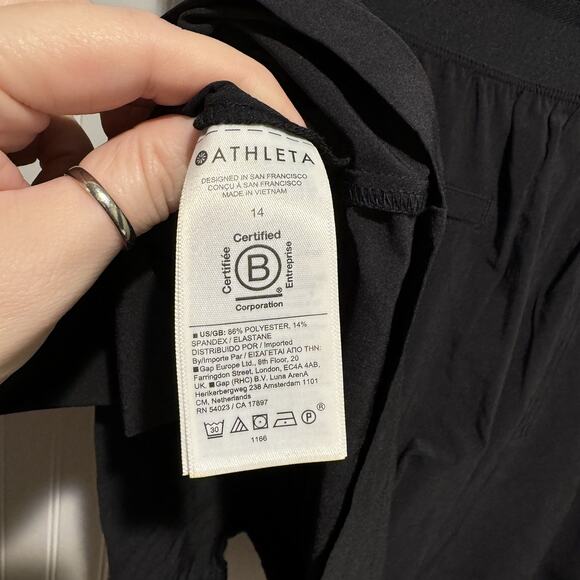 ATHLETA
DESIGNED IN SAN FRANCISCO
CONÇU À SAN FRANCISCO
MADE IN VIETNAM
14
Certified
Certifiée
B
Entreprise
®
Corporation
■ US/GB: 86% POLYESTER, 14%
SPANDEX / ELASTANE
DISTRIBUIDO POR / Imported
By/Importe Par / ΕΙΣΑΓΕΤΑΙ ΑΠΟ ΤΗΝ:
■Gap Europe Ltd., 8th Floor, 20
Farringdon Street, London, EC4A 4AB,
UK. ■Gap (RHC) B.V. Luna ArenA
Herikerbergweg 238 Amsterdam 1101
CM, Netherlands
RN 54023 / CA 17897
30 P ®
1166